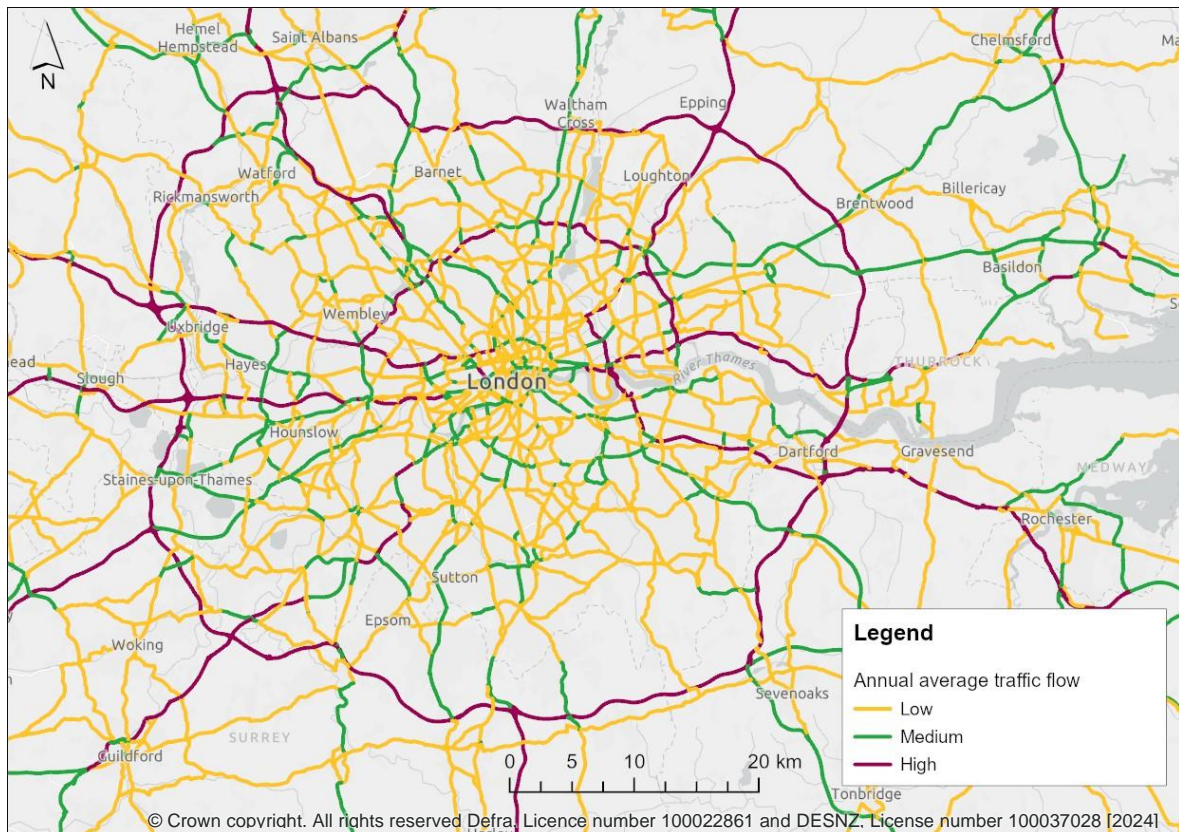 Hemel
Hempstead
Saint Albans
Chelmsford
Ma
N
Waltham
Cross
Epping
Watford
Barnet
Loughton
Rickmansworth
Billericay
Brentwood
Basildon
Wembley
Uxbridge
Hayes
ead
Slough
London
River Thames
THURROCK
Hounslow
Dartford
Gravesend
MEDWAY
Staines-upon-Thames
Rochester
Sutton
Epsom
Woking
Sevenoaks
SURREY
Guildford
Tonbridge
Legend
Annual average traffic flow
Low
Medium
High
0 5 10 20 km
© Crown copyright. All rights reserved Defra, Licence number 100022861 and DESNZ, License number 100037028 [2024]